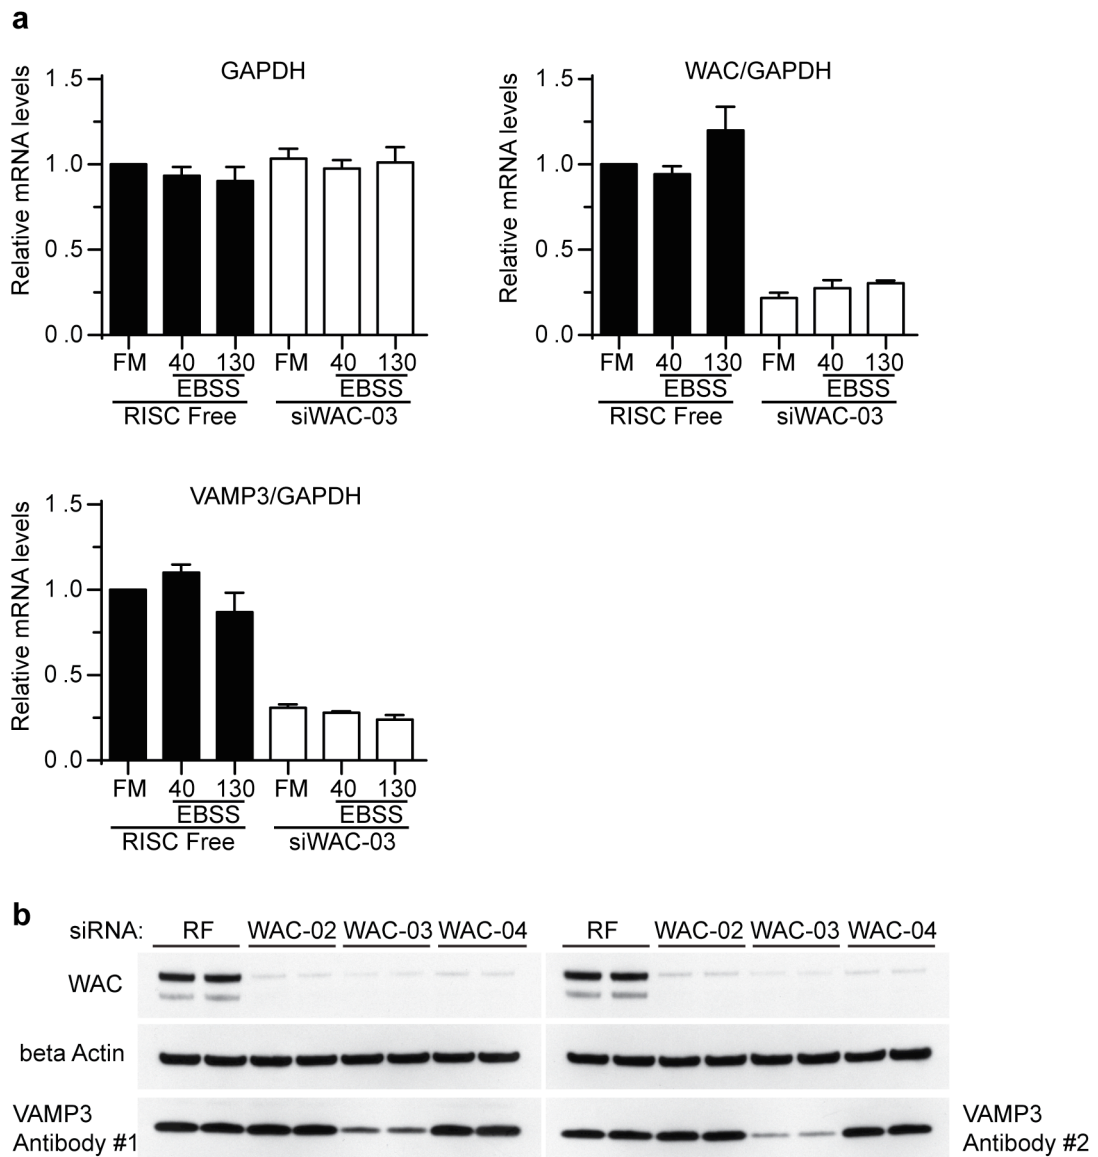 a
GAPDH
Relative mRNA levels
1.5
1.0
0.5
0.0
FM 40 130 FM 40 130
EBSS EBSS
RISC Free siWAC-03
WAC/GAPDH
Relative mRNA levels
1.5
1.0
0.5
0.0
FM 40 130 FM 40 130
EBSS EBSS
RISC Free siWAC-03
VAMP3/GAPDH
Relative mRNA levels
1.5
1.0
0.5
0.0
FM 40 130 FM 40 130
EBSS EBSS
RISC Free siWAC-03
b
siRNA: RF WAC-02 WAC-03 WAC-04 RF WAC-02 WAC-03 WAC-04
WAC
beta Actin
VAMP3
Antibody #1
VAMP3
Antibody #2